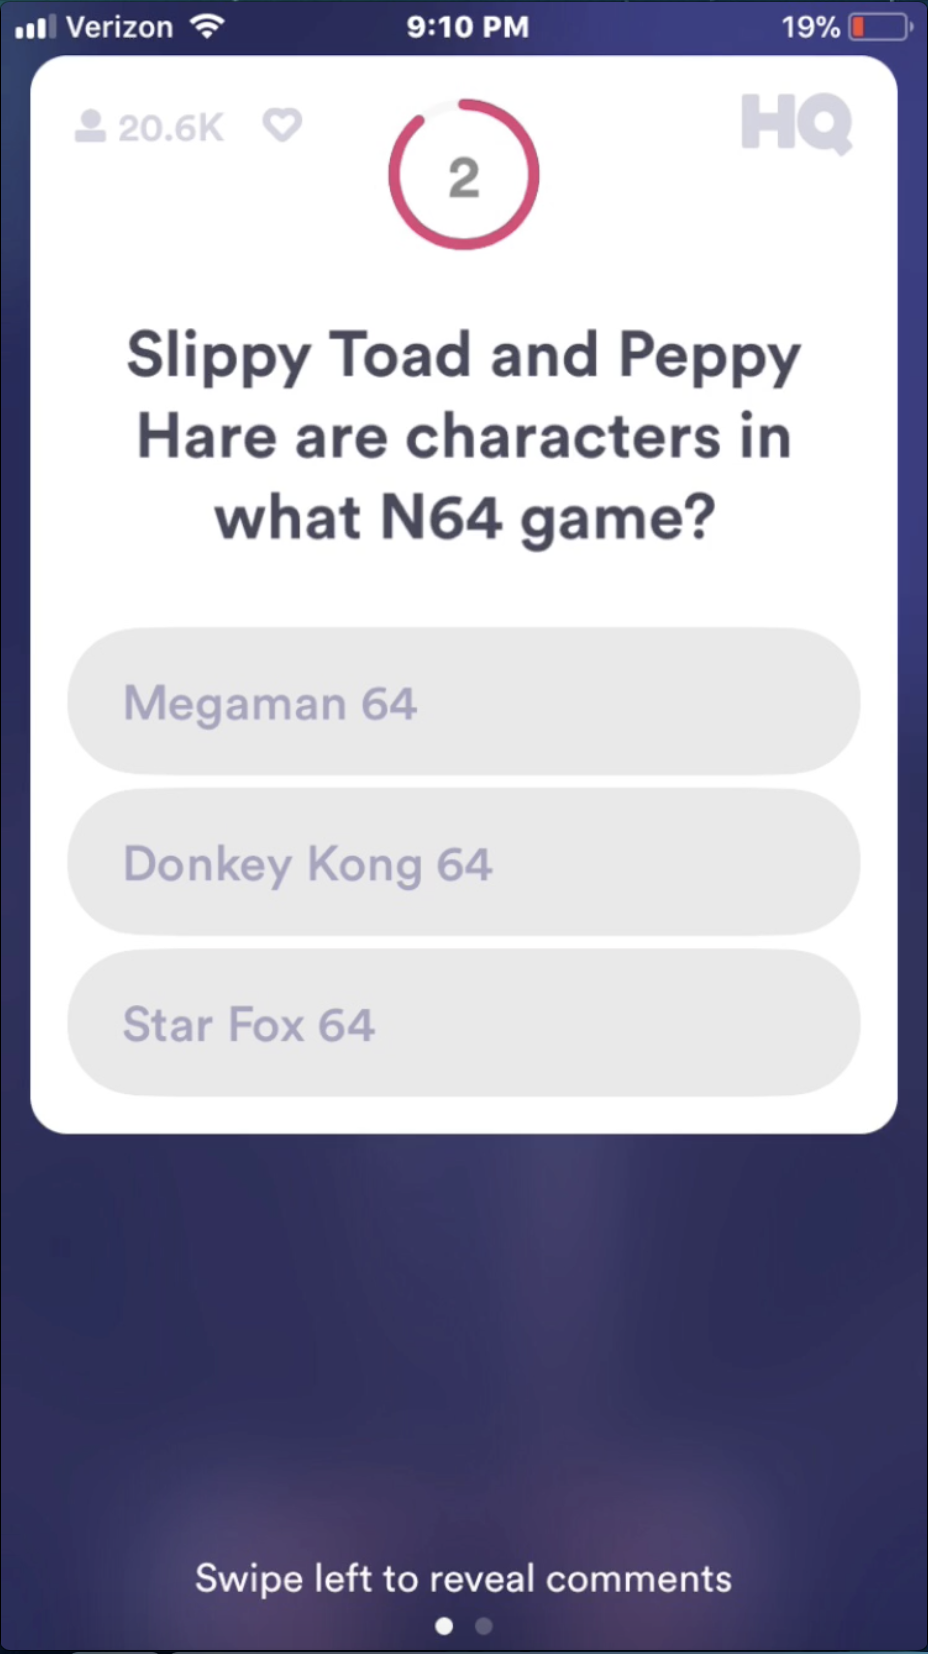 Verizon 9:10 PM 19%
20.6K HQ
2
Slippy Toad and Peppy
Hare are characters in
what N64 game?
Megaman 64
Donkey Kong 64
Star Fox 64
Swipe left to reveal comments